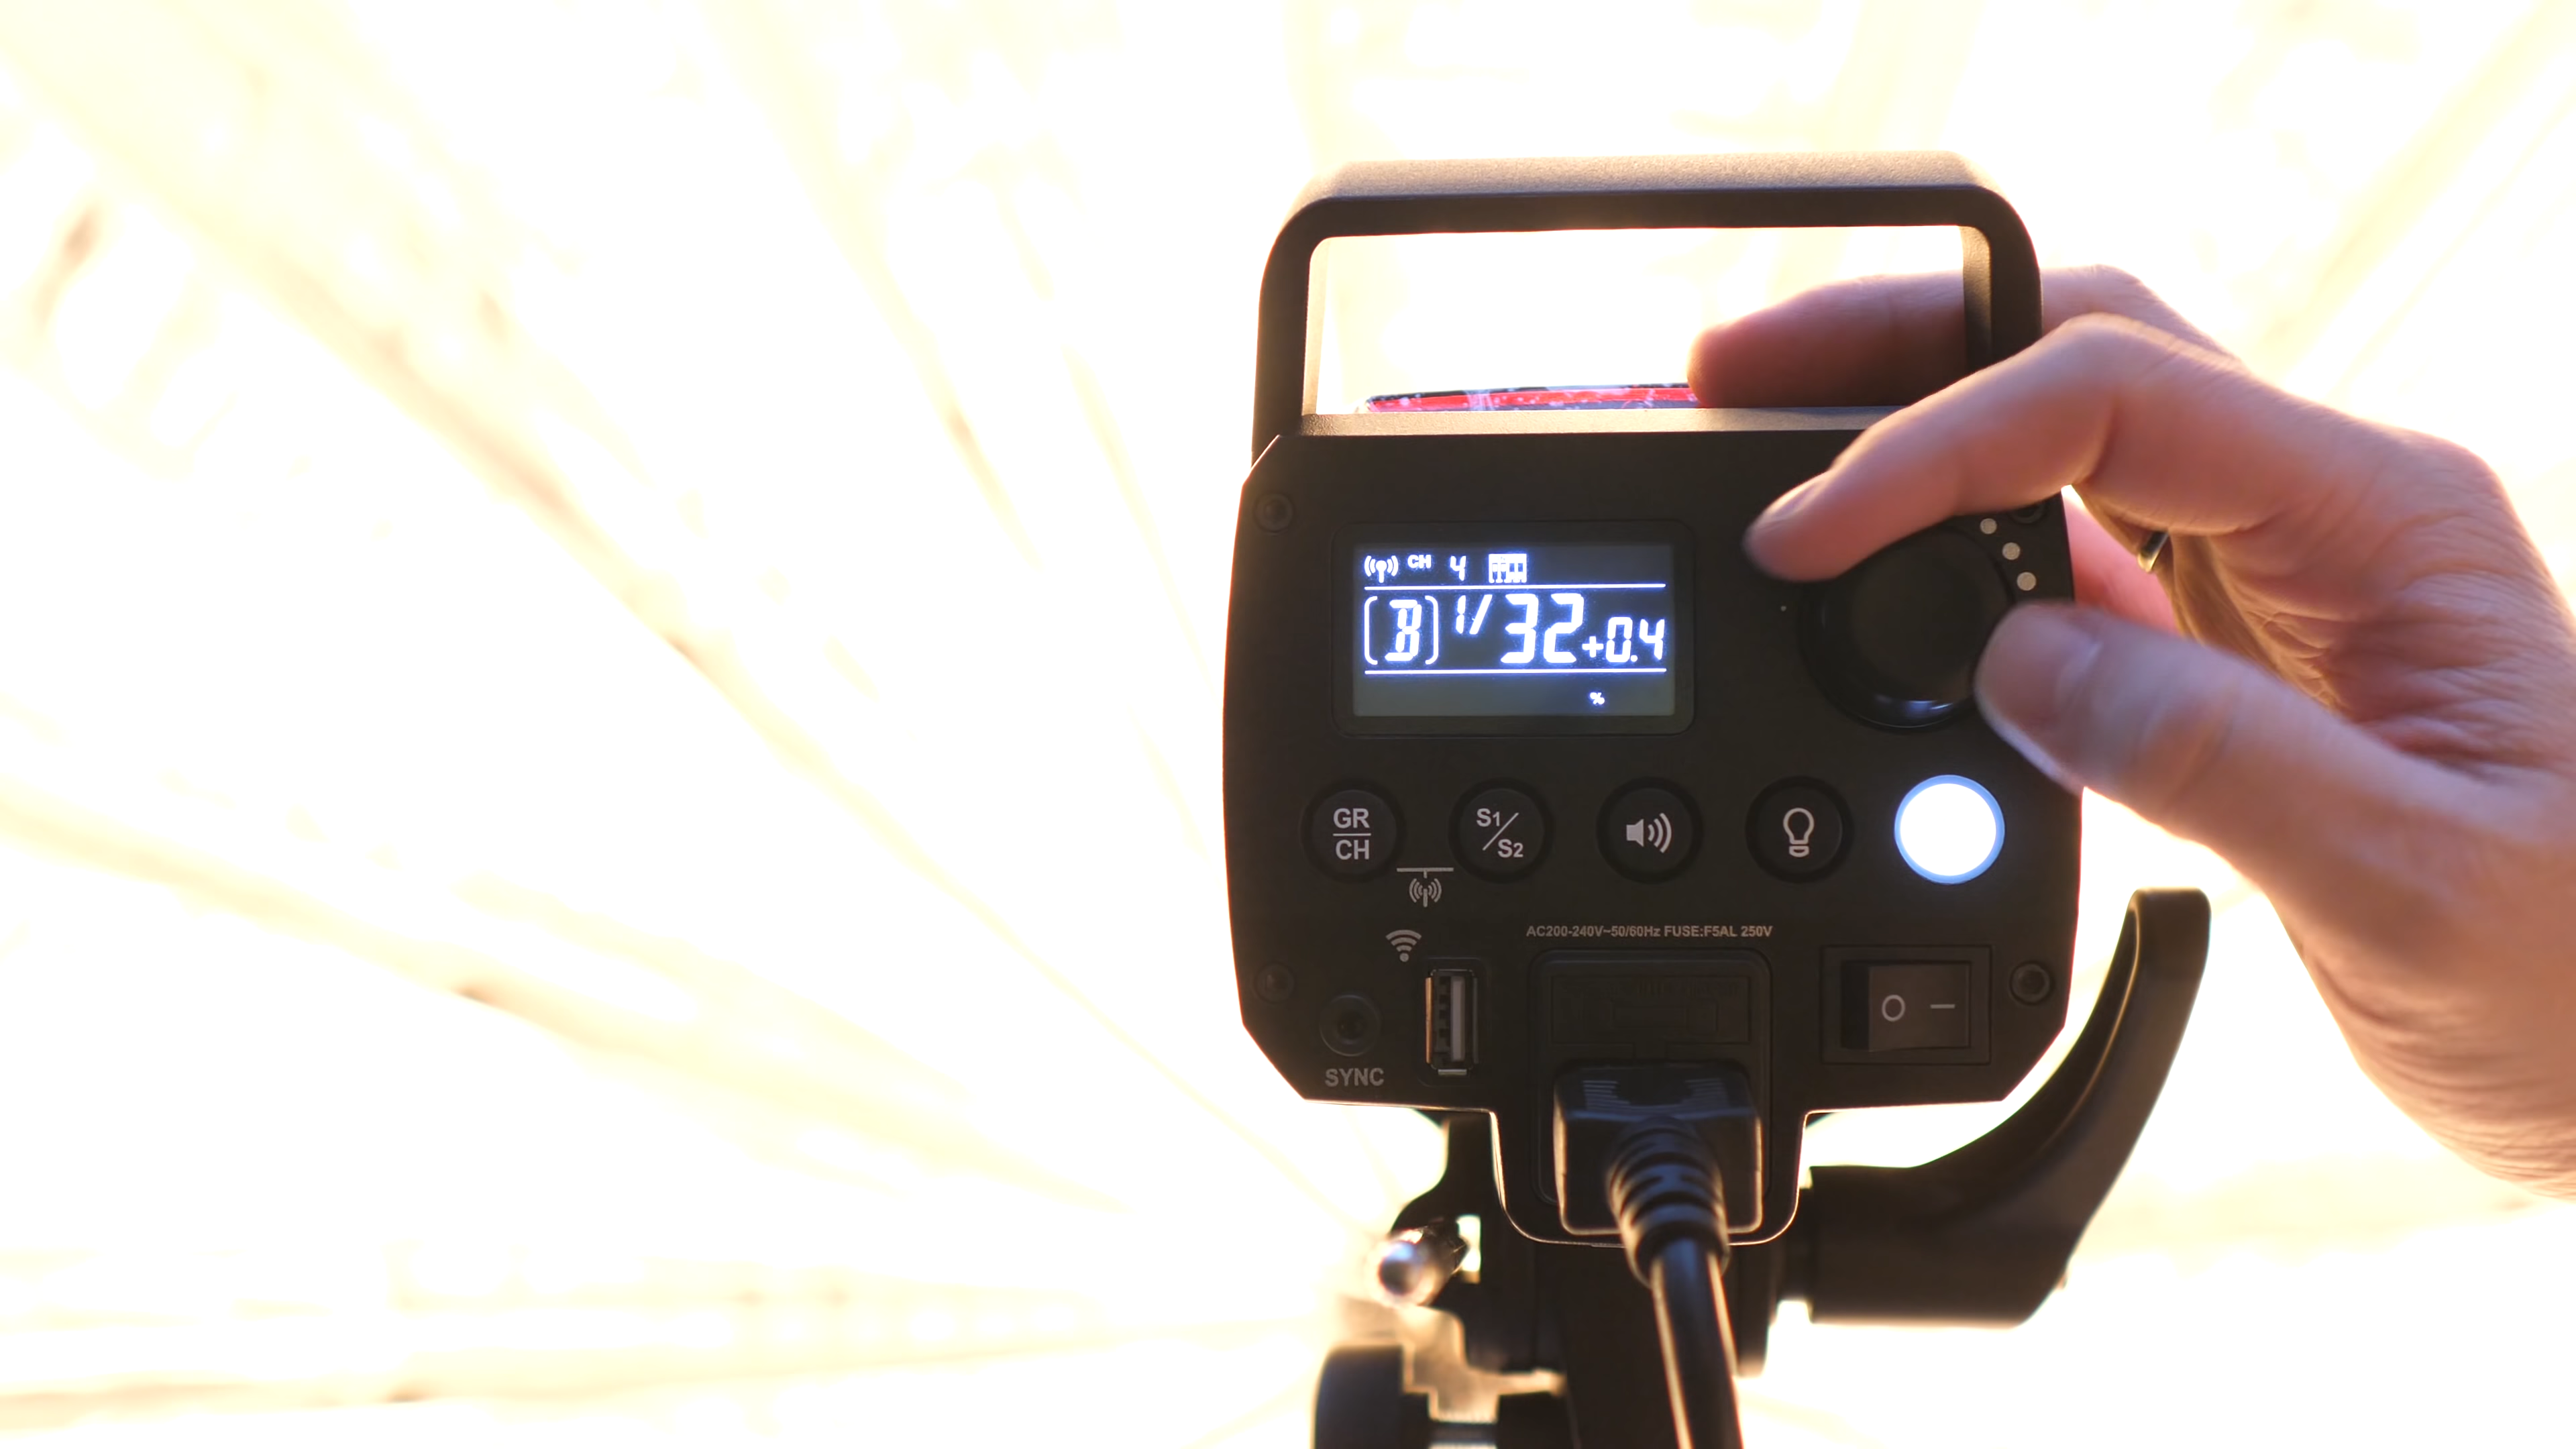 CH 4
[B] 1/32+0.4
%
GR
CH
S1/S2
AC200-240V~50/60Hz FUSE:F5AL 250V
O –
SYNC